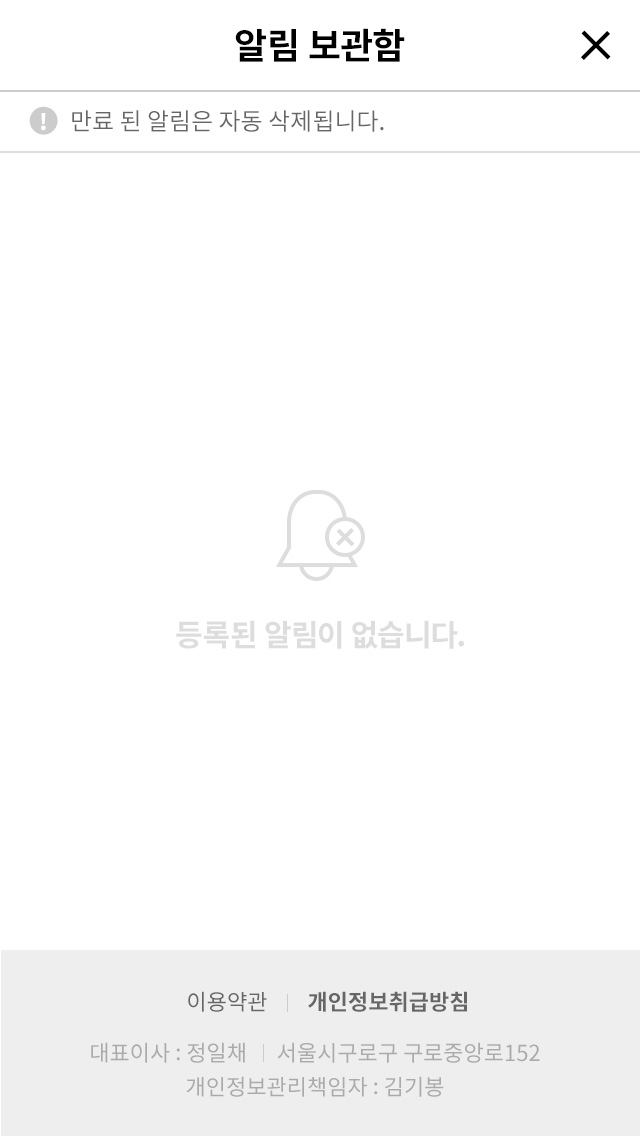 알림 보관함
만료 된 알림은 자동 삭제됩니다.
등록된 알림이 없습니다.
이용약관 | 개인정보취급방침
대표이사 : 정일채 | 서울시구로구 구로중앙로152
개인정보관리책임자 : 김기봉